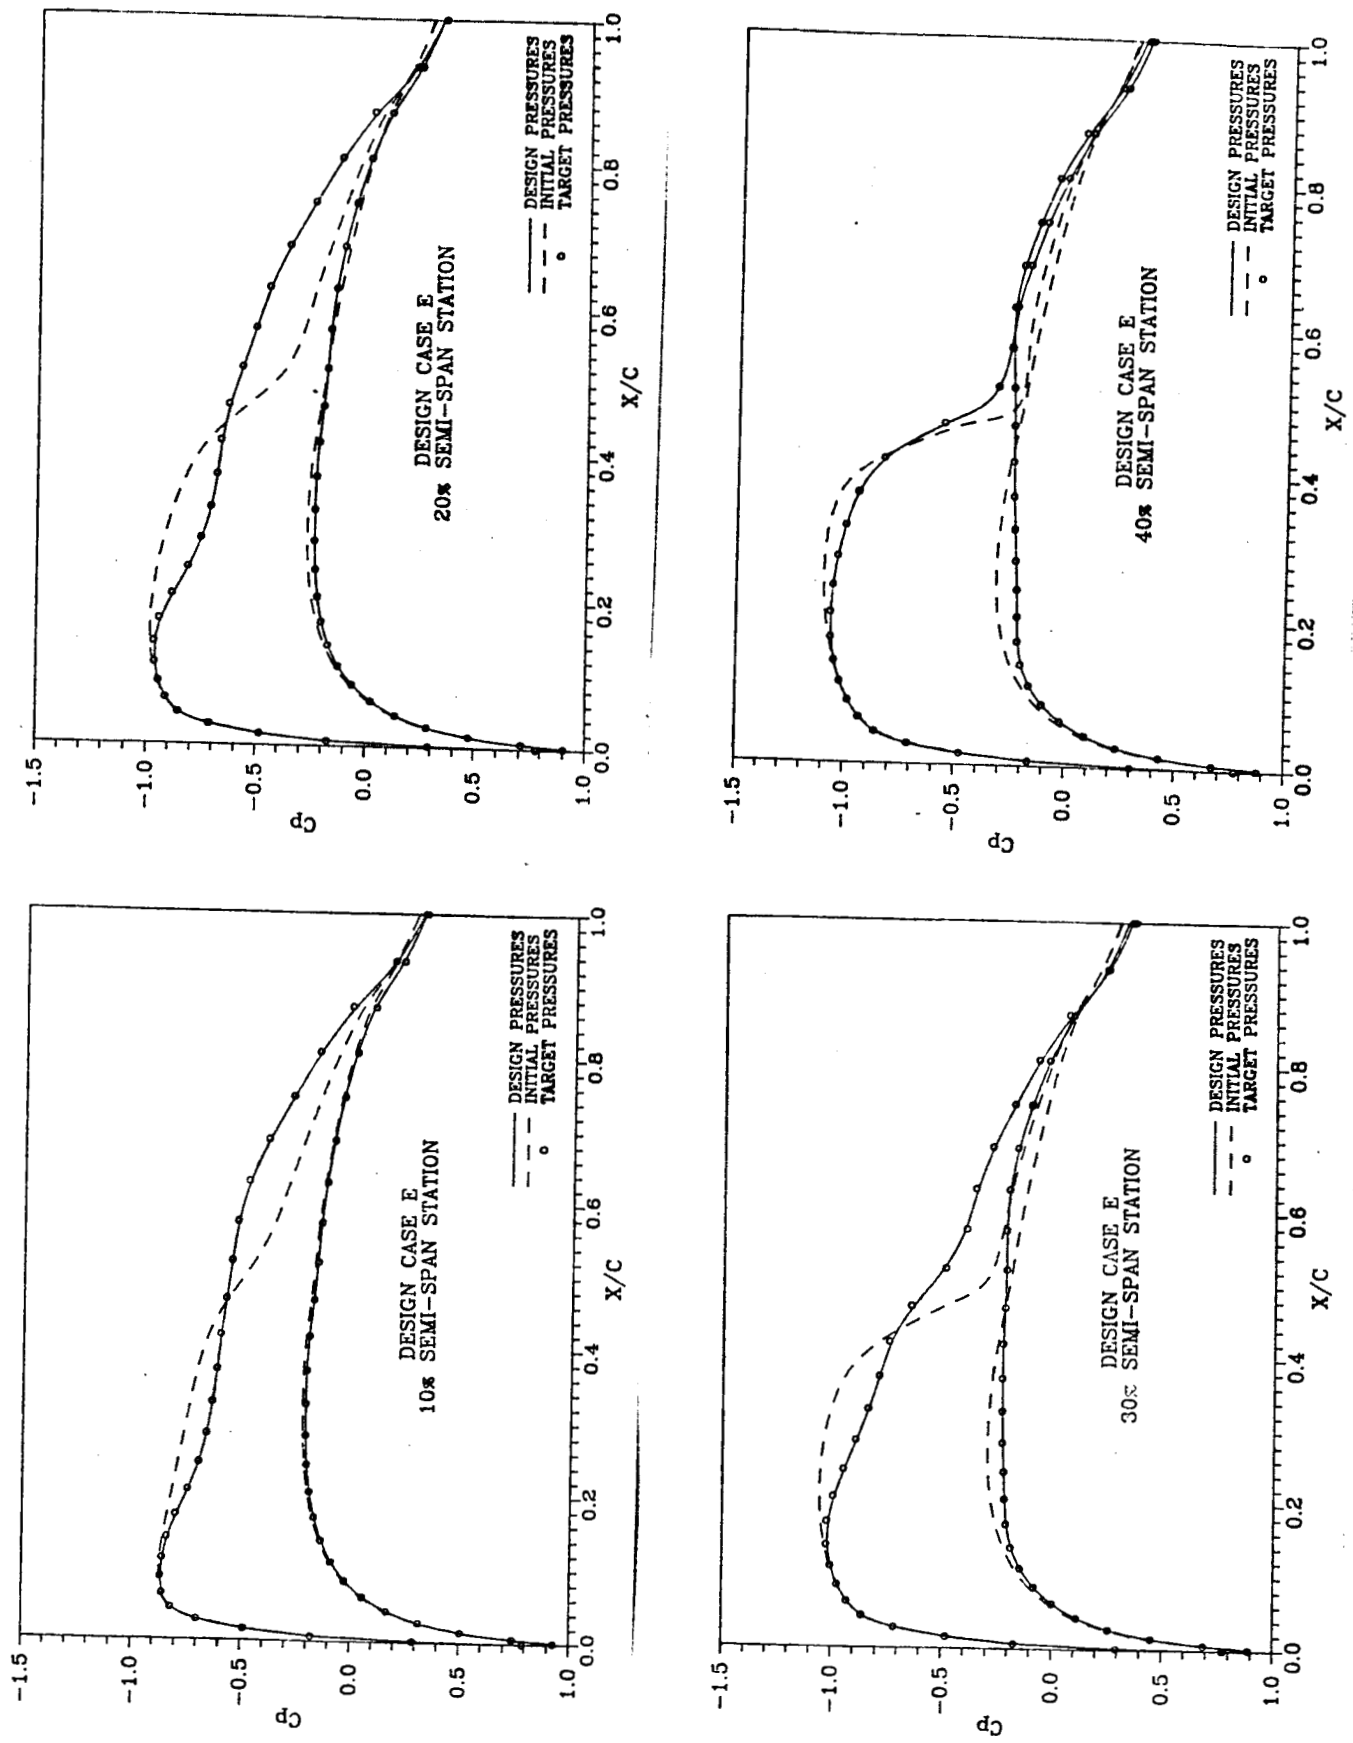 -1.5
-1.0
-0.5
0.0
0.5
1.0
Cp
0.0
0.2
0.4
0.6
0.8
1.0
X/C
DESIGN CASE E
10% SEMI-SPAN STATION
DESIGN PRESSURES
INITIAL PRESSURES
TARGET PRESSURES
-1.5
-1.0
-0.5
0.0
0.5
1.0
Cp
0.0
0.2
0.4
0.6
0.8
1.0
X/C
DESIGN CASE E
20% SEMI-SPAN STATION
DESIGN PRESSURES
INITIAL PRESSURES
TARGET PRESSURES
-1.5
-1.0
-0.5
0.0
0.5
1.0
Cp
0.0
0.2
0.4
0.6
0.8
1.0
X/C
DESIGN CASE E
30% SEMI-SPAN STATION
DESIGN PRESSURES
INITIAL PRESSURES
TARGET PRESSURES
-1.5
-1.0
-0.5
0.0
0.5
1.0
Cp
0.0
0.2
0.4
0.6
0.8
1.0
X/C
DESIGN CASE E
40% SEMI-SPAN STATION
DESIGN PRESSURES
INITIAL PRESSURES
TARGET PRESSURES